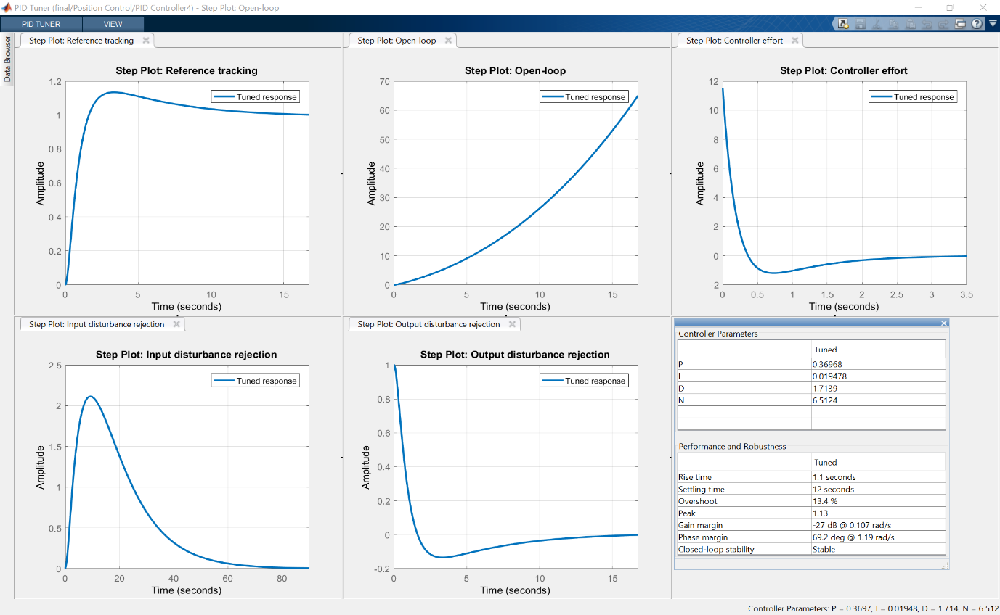 PID Tuner (final/Position Control/PID Controller4) - Step Plot: Open-loop
PID TUNER
VIEW
Data Browser
Step Plot: Reference tracking
Step Plot: Reference tracking
Tuned response
1.2
1
0.8
0.6
0.4
0.2
0
Amplitude
0 5 10 15
Time (seconds)
Step Plot: Open-loop
Step Plot: Open-loop
Tuned response
70
60
50
40
30
20
10
0
Amplitude
0 5 10 15
Time (seconds)
Step Plot: Controller effort
Step Plot: Controller effort
Tuned response
12
10
8
6
4
2
0
-2
Amplitude
0 0.5 1 1.5 2 2.5 3 3.5
Time (seconds)
Step Plot: Input disturbance rejection
Step Plot: Input disturbance rejection
Tuned response
2.5
2
1.5
1
0.5
0
Amplitude
0 20 40 60 80
Time (seconds)
Step Plot: Output disturbance rejection
Step Plot: Output disturbance rejection
Tuned response
1
0.8
0.6
0.4
0.2
0
-0.2
Amplitude
0 5 10 15
Time (seconds)
Controller Parameters
Tuned
P 0.36968
I 0.019478
D 1.7139
N 6.5124
Performance and Robustness
Tuned
Rise time 1.1 seconds
Settling time 12 seconds
Overshoot 13.4 %
Peak 1.13
Gain margin -27 dB @ 0.107 rad/s
Phase margin 69.2 deg @ 1.19 rad/s
Closed-loop stability Stable
Controller Parameters: P = 0.3697, I = 0.01948, D = 1.714, N = 6.512